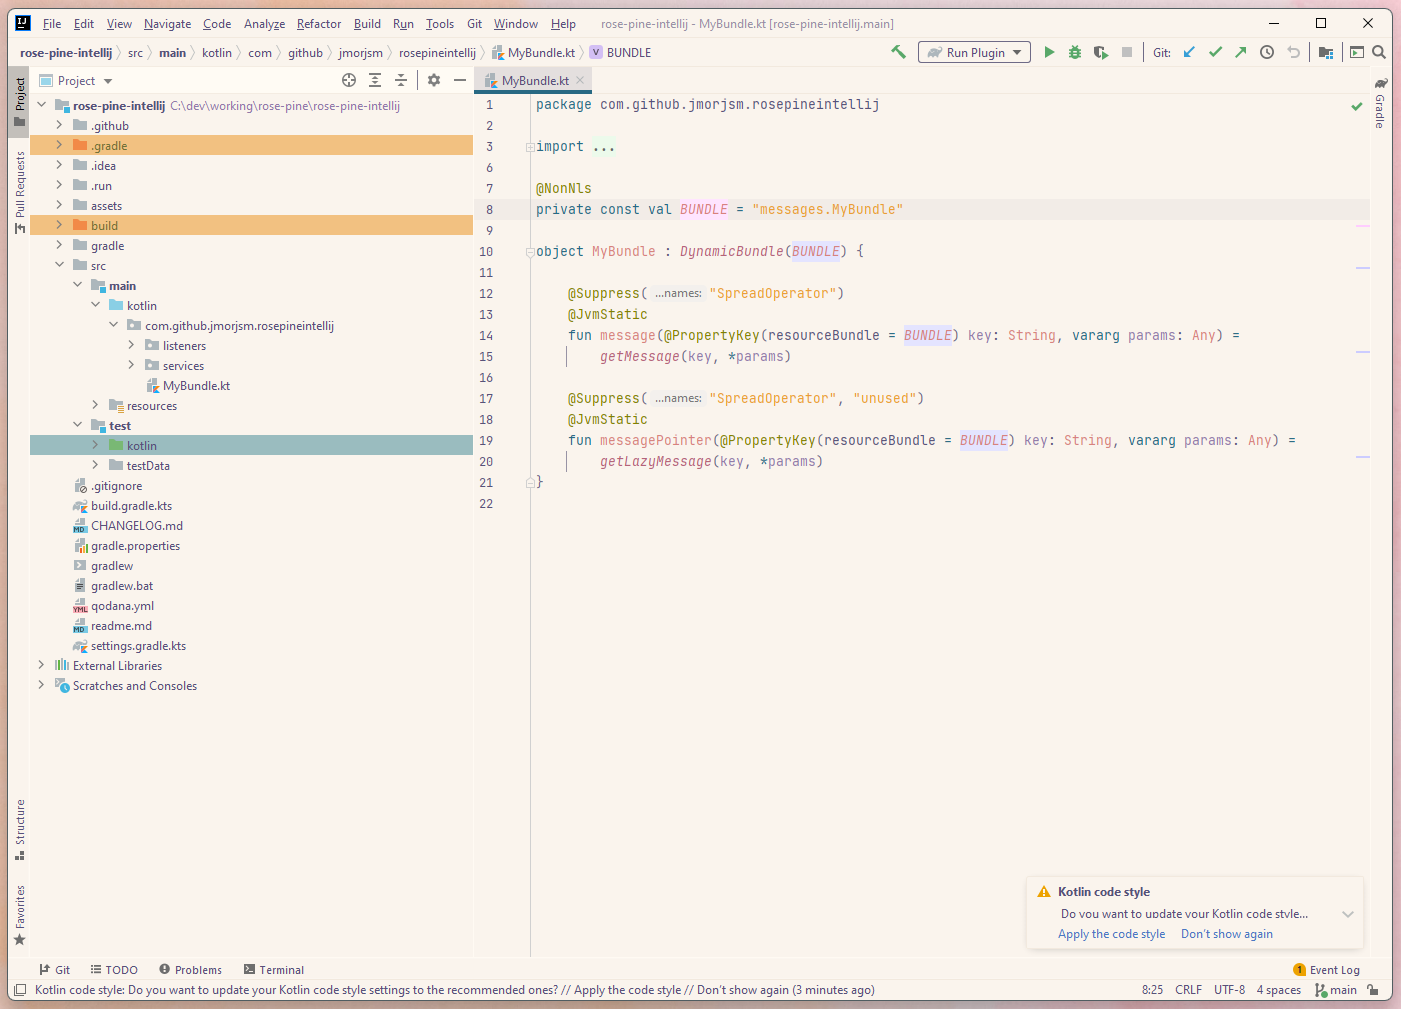 File Edit View Navigate Code Analyze Refactor Build Run Tools Git Window Help rose-pine-intellij - MyBundle.kt [rose-pine-intellij.main]
rose-pine-intellij src main kotlin com github jmorjsm rosepineintellij MyBundle.kt V BUNDLE Run Plugin Git:
Project
MyBundle.kt
Project
Pull Requests
Structure
Favorites
rose-pine-intellij C:\dev\working\rose-pine\rose-pine-intellij
.github
.gradle
.idea
.run
assets
build
gradle
src
main
kotlin
com.github.jmorjsm.rosepineintellij
listeners
services
MyBundle.kt
resources
test
kotlin
testData
.gitignore
build.gradle.kts
CHANGELOG.md
gradle.properties
gradlew
gradlew.bat
qodana.yml
readme.md
settings.gradle.kts
External Libraries
Scratches and Consoles
1 package com.github.jmorjsm.rosepineintellij
2
3 import ...
6
7 @NonNls
8 private const val BUNDLE = "messages.MyBundle"
9
10 object MyBundle : DynamicBundle(BUNDLE) {
11
12 @Suppress( ...names: "SpreadOperator")
13 @JvmStatic
14 fun message(@PropertyKey(resourceBundle = BUNDLE) key: String, vararg params: Any) =
15 getMessage(key, *params)
16
17 @Suppress( ...names: "SpreadOperator", "unused")
18 @JvmStatic
19 fun messagePointer(@PropertyKey(resourceBundle = BUNDLE) key: String, vararg params: Any) =
20 getLazyMessage(key, *params)
21 }
22
Gradle
Kotlin code style
Do you want to update your Kotlin code style...
Apply the code style Don't show again
Git TODO Problems Terminal 1 Event Log
Kotlin code style: Do you want to update your Kotlin code style settings to the recommended ones? // Apply the code style // Don't show again (3 minutes ago) 8:25 CRLF UTF-8 4 spaces main